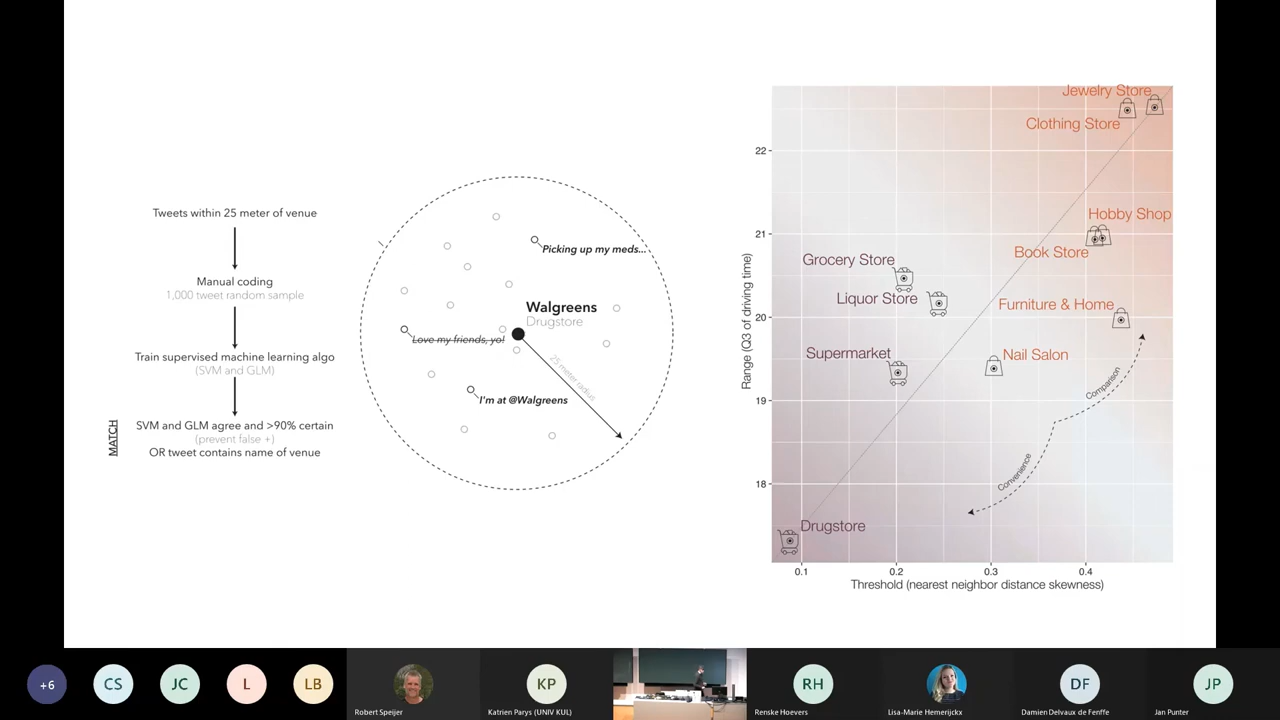 Tweets within 25 meter of venue
Manual coding
1,000 tweet random sample
Train supervised machine learning algo
(SVM and GLM)
MATCH
SVM and GLM agree and >90% certain
(prevent false +)
OR tweet contains name of venue
Picking up my meds...
Walgreens
Drugstore
Love my friends, yo!
25 meter radius
I'm at @Walgreens
Jewelry Store
Clothing Store
Hobby Shop
Book Store
Grocery Store
Liquor Store
Furniture & Home
Supermarket
Nail Salon
Comparison
Convenience
Drugstore
Range (Q3 of driving time)
22
21
20
19
18
0.1 0.2 0.3 0.4
Threshold (nearest neighbor distance skewness)
+6 CS JC L LB KP RH DF JP
Robert Speijer Katrien Parys (UNIV KUL) Renske Hoevers Lisa-Marie Hemerijckx Damien Delvaux de Fenffe Jan Punter